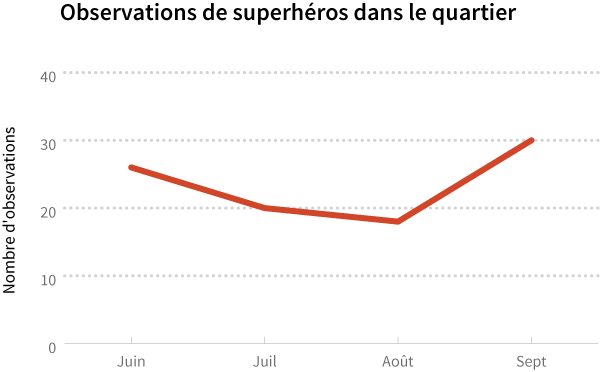 Observations de superhéros dans le quartier
Nombre d'observations
40
30
20
10
0
Juin Juil Août Sept